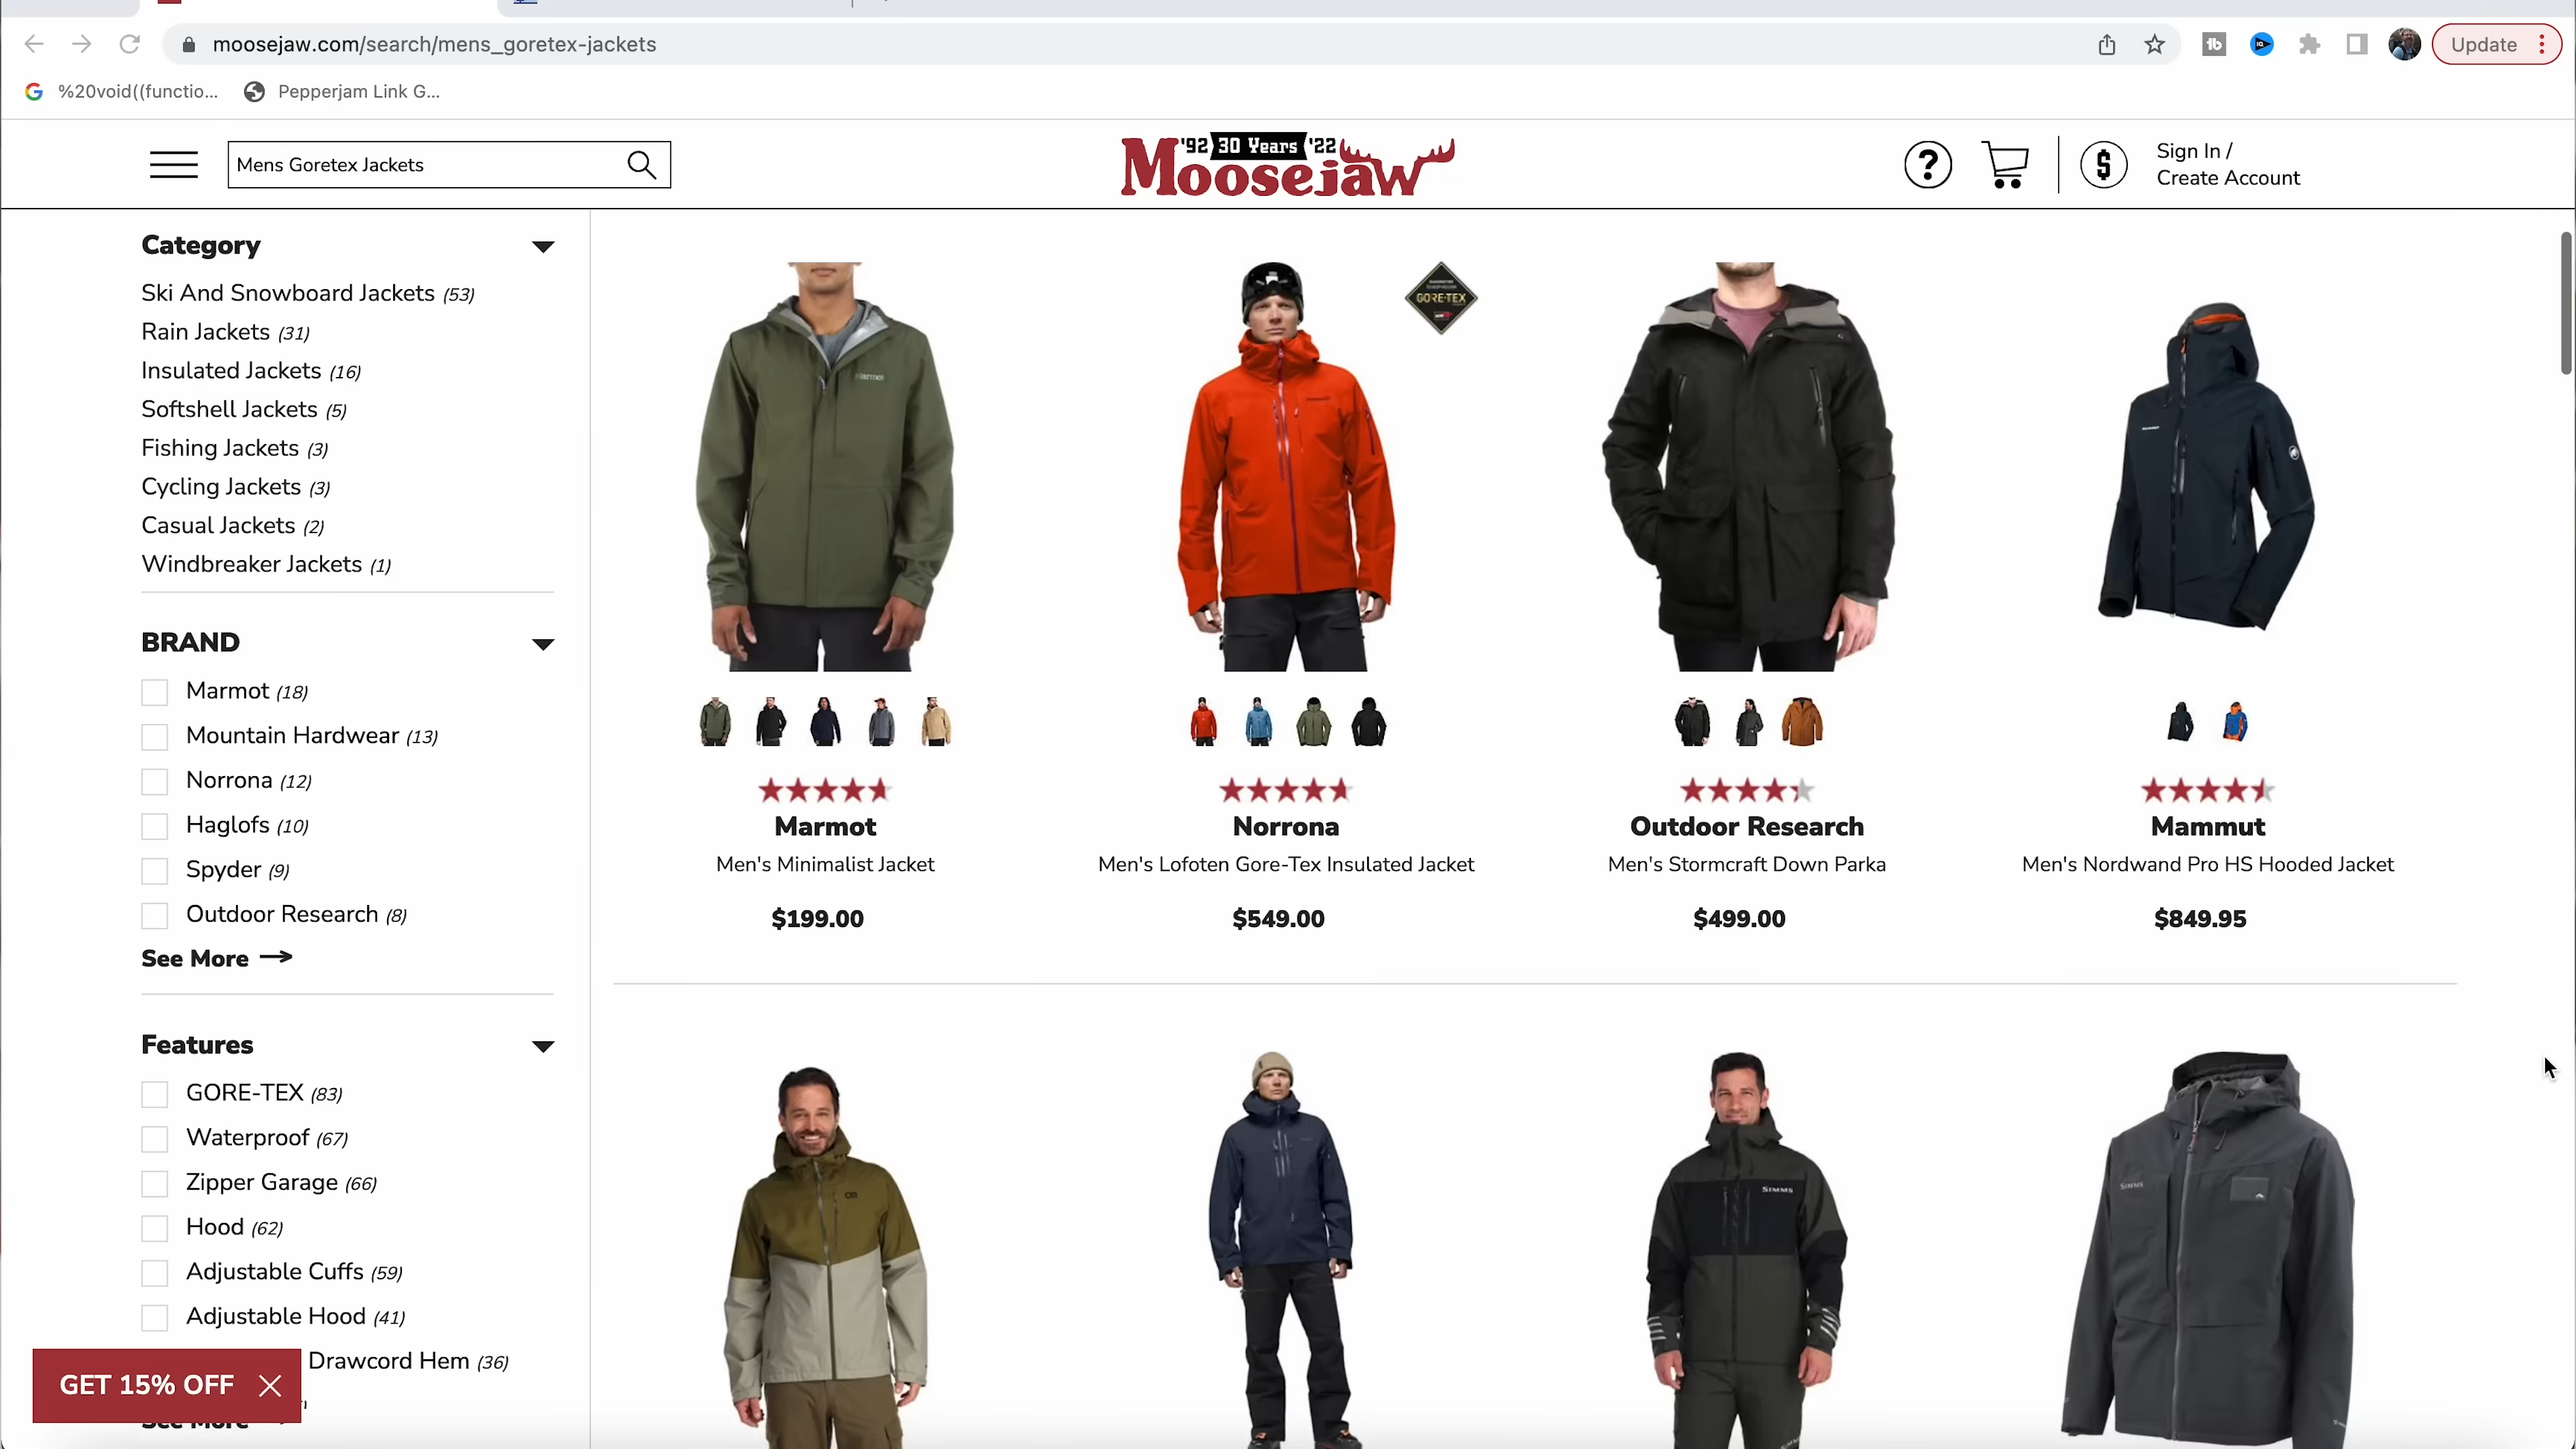 moosejaw.com/search/mens_goretex-jackets
Update
%20void((functio...
Pepperjam Link G...
Mens Goretex Jackets
'92 30 Years '22
Moosejaw
Sign In /
Create Account
Category
Ski And Snowboard Jackets (53)
Rain Jackets (31)
Insulated Jackets (16)
Softshell Jackets (5)
Fishing Jackets (3)
Cycling Jackets (3)
Casual Jackets (2)
Windbreaker Jackets (1)
BRAND
Marmot (18)
Mountain Hardwear (13)
Norrona (12)
Haglofs (10)
Spyder (9)
Outdoor Research (8)
See More
Features
GORE-TEX (83)
Waterproof (67)
Zipper Garage (66)
Hood (62)
Adjustable Cuffs (59)
Adjustable Hood (41)
Drawcord Hem (36)
See More
GET 15% OFF
Marmot
GORE-TEX
Marmot
Men's Minimalist Jacket
$199.00
Norrona
Men's Lofoten Gore-Tex Insulated Jacket
$549.00
Outdoor Research
Men's Stormcraft Down Parka
$499.00
Mammut
Men's Nordwand Pro HS Hooded Jacket
$849.95
OR
SIMMS
SIMMS
SIMMS